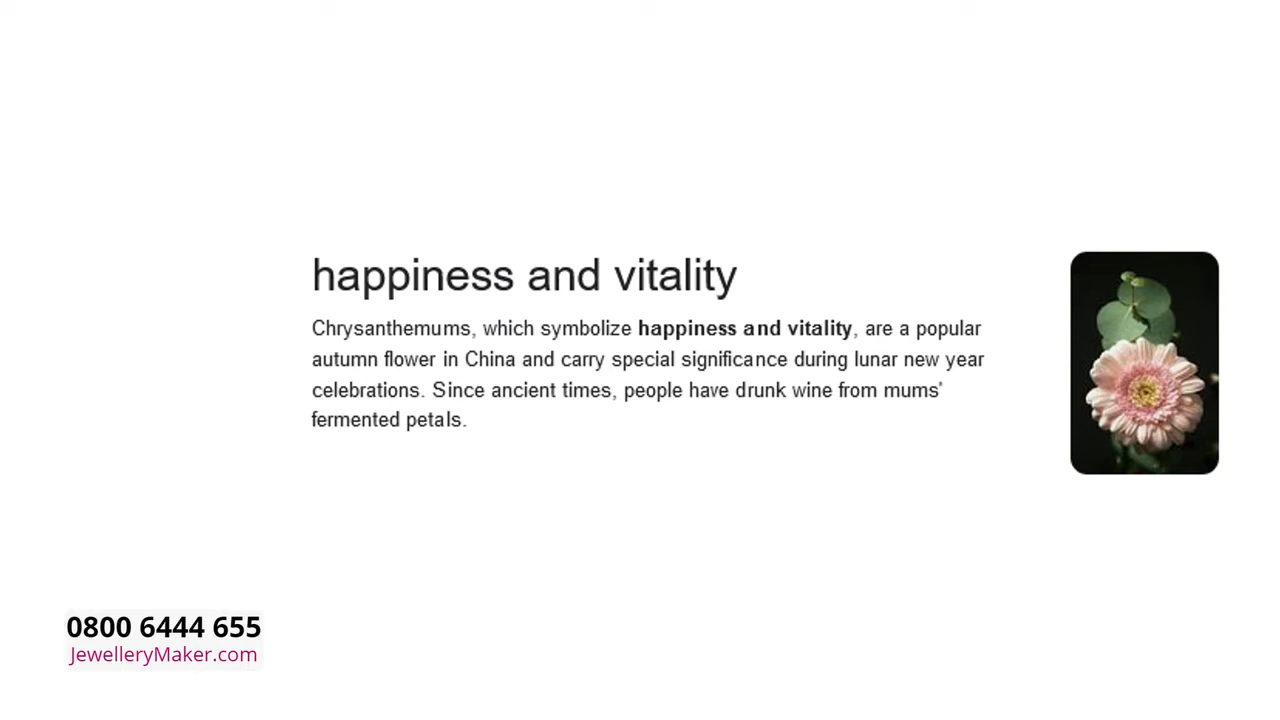 happiness and vitality
Chrysanthemums, which symbolize happiness and vitality, are a popular
autumn flower in China and carry special significance during lunar new year
celebrations. Since ancient times, people have drunk wine from mums'
fermented petals.
0800 6444 655
JewelleryMaker.com